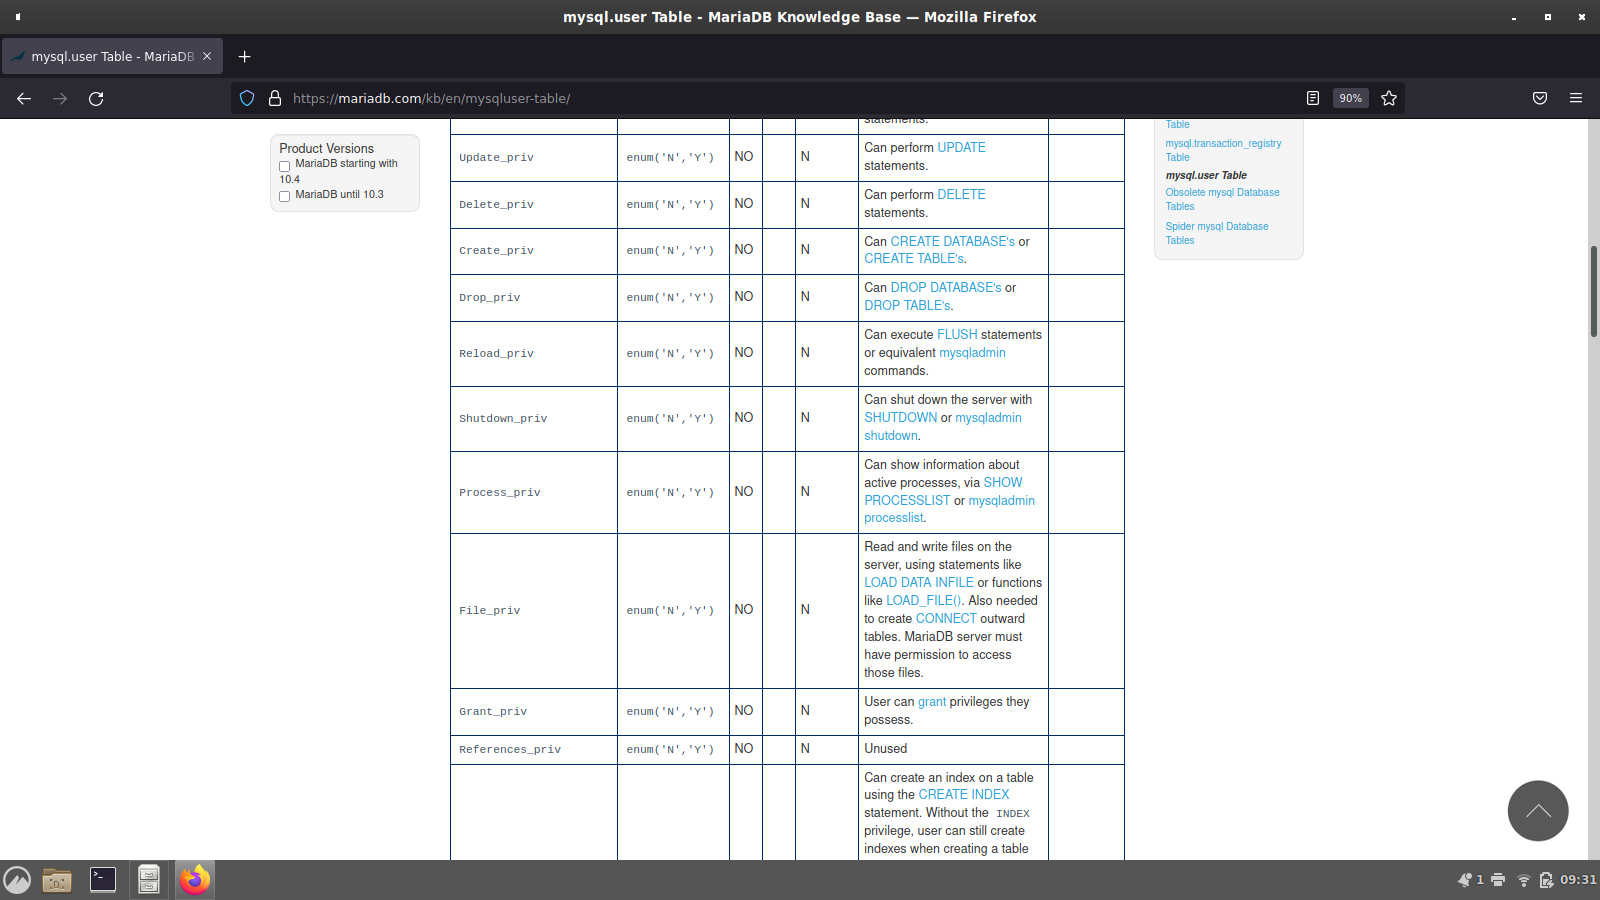 mysql.user Table - MariaDB Knowledge Base — Mozilla Firefox
mysql.user Table - MariaDB
https://mariadb.com/kb/en/mysqluser-table/
90%
Product Versions
MariaDB starting with
10.4
MariaDB until 10.3
statements.
Update_priv enum('N','Y') NO N Can perform UPDATE
statements.
Delete_priv enum('N','Y') NO N Can perform DELETE
statements.
Create_priv enum('N','Y') NO N Can CREATE DATABASE's or
CREATE TABLE's.
Drop_priv enum('N','Y') NO N Can DROP DATABASE's or
DROP TABLE's.
Reload_priv enum('N','Y') NO N Can execute FLUSH statements
or equivalent mysqladmin
commands.
Shutdown_priv enum('N','Y') NO N Can shut down the server with
SHUTDOWN or mysqladmin
shutdown.
Process_priv enum('N','Y') NO N Can show information about
active processes, via SHOW
PROCESSLIST or mysqladmin
processlist.
File_priv enum('N','Y') NO N Read and write files on the
server, using statements like
LOAD DATA INFILE or functions
like LOAD_FILE(). Also needed
to create CONNECT outward
tables. MariaDB server must
have permission to access
those files.
Grant_priv enum('N','Y') NO N User can grant privileges they
possess.
References_priv enum('N','Y') NO N Unused
Can create an index on a table
using the CREATE INDEX
statement. Without the INDEX
privilege, user can still create
indexes when creating a table
Table
mysql.transaction_registry
Table
mysql.user Table
Obsolete mysql Database
Tables
Spider mysql Database
Tables
1
09:31